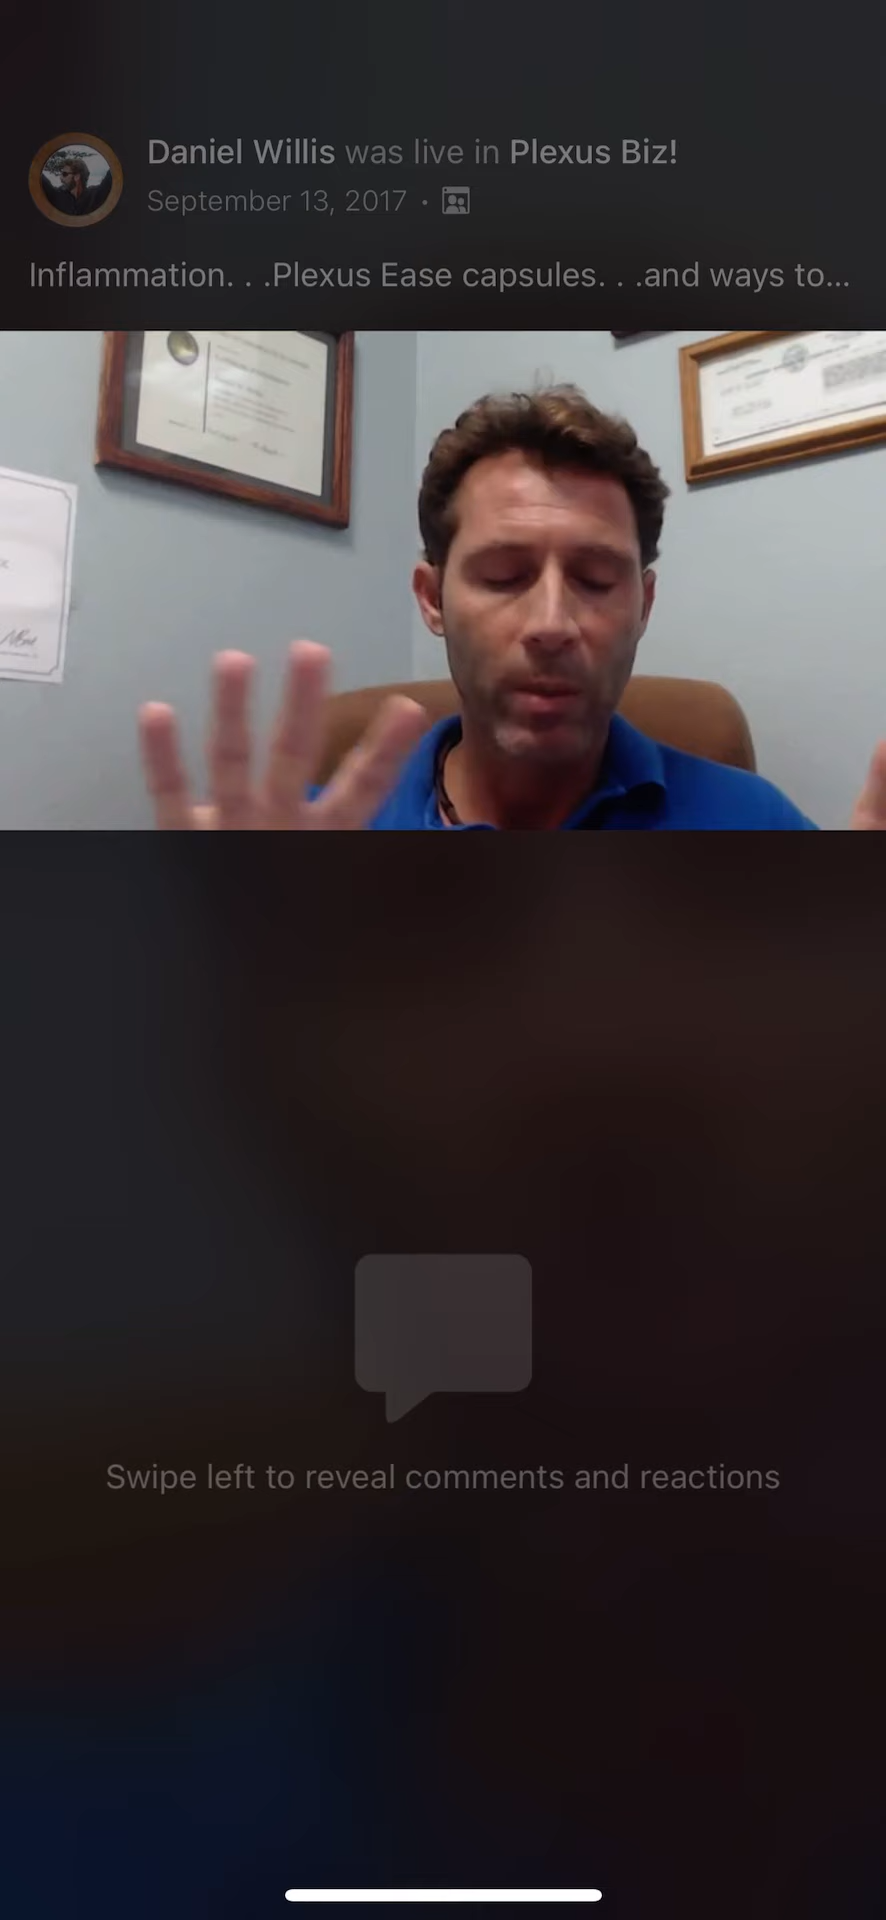 Daniel Willis was live in Plexus Biz!
September 13, 2017 •
Inflammation. . .Plexus Ease capsules. . .and ways to...
Swipe left to reveal comments and reactions